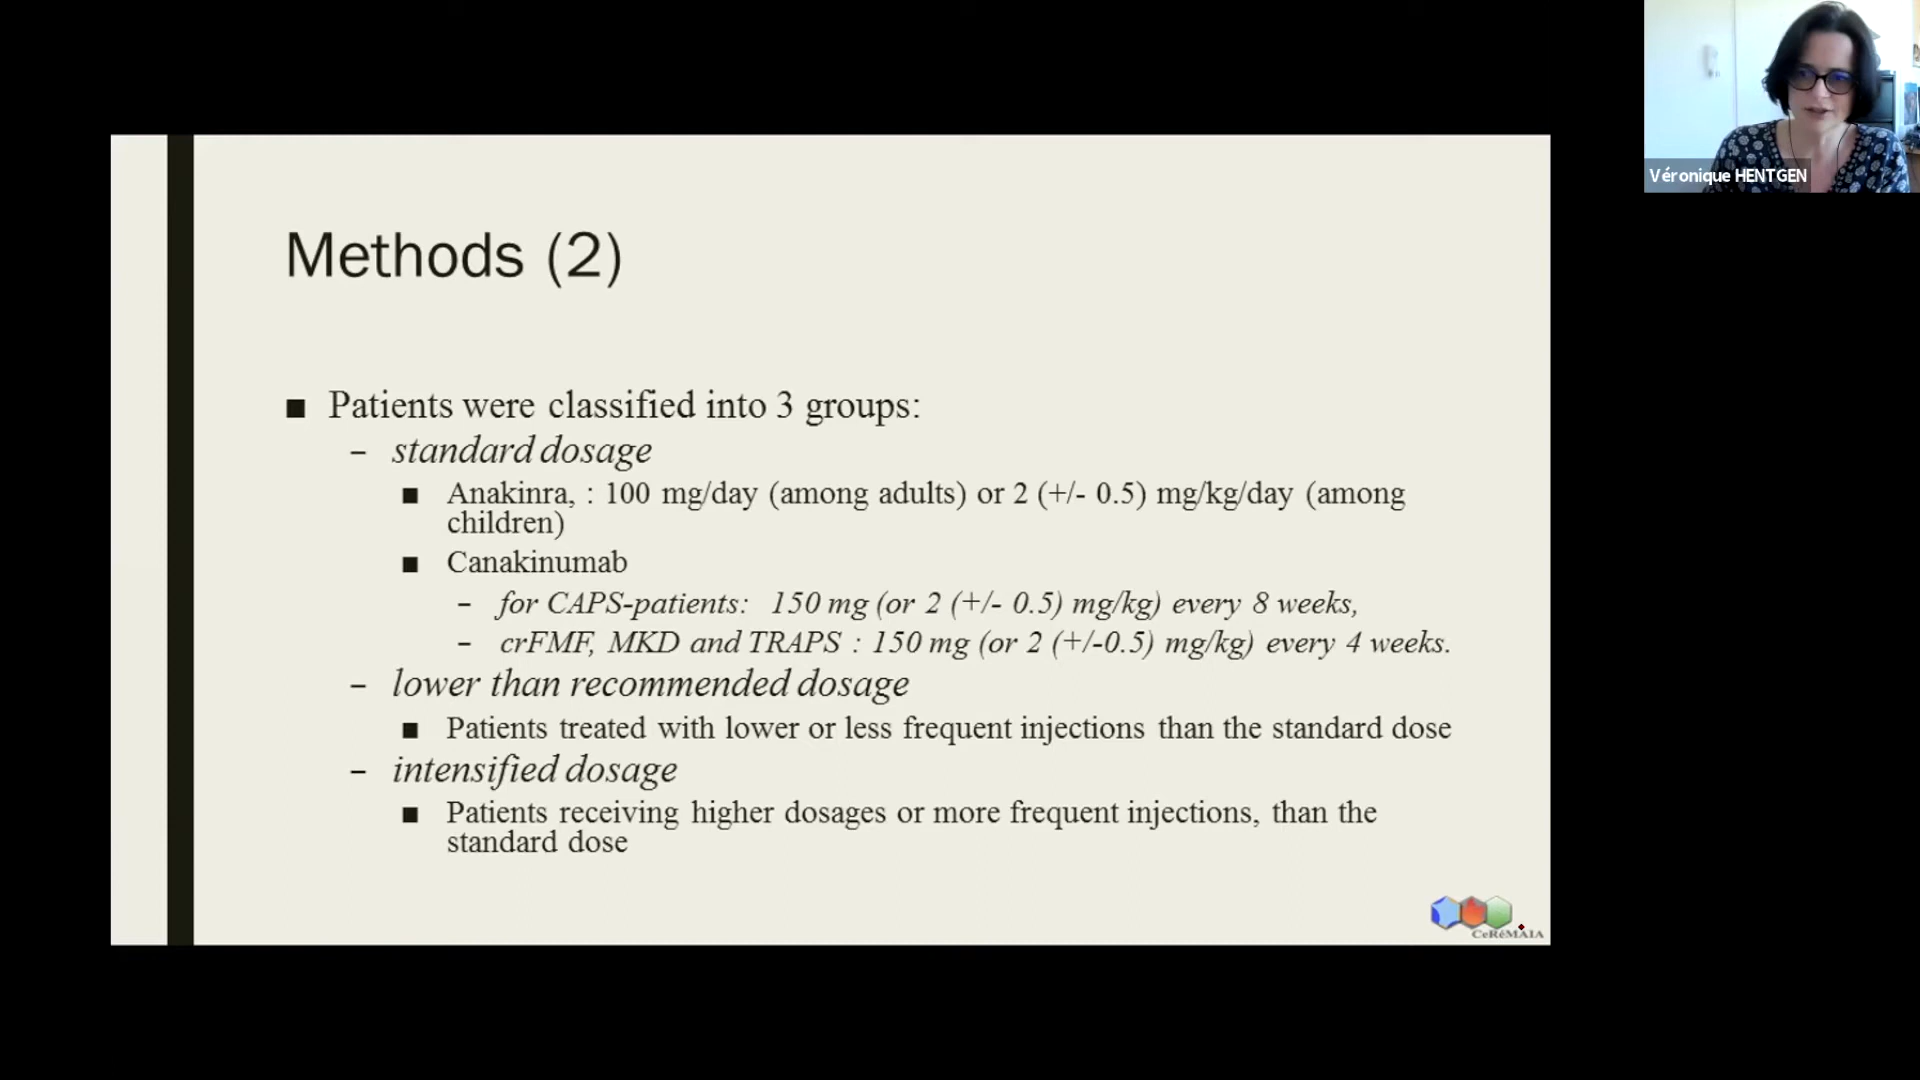 Véronique HENTGEN
Methods (2)
■ Patients were classified into 3 groups:
– standard dosage
■ Anakinra, : 100 mg/day (among adults) or 2 (+/- 0.5) mg/kg/day (among
children)
■ Canakinumab
– for CAPS-patients: 150 mg (or 2 (+/- 0.5) mg/kg) every 8 weeks,
– crFMF, MKD and TRAPS : 150 mg (or 2 (+/-0.5) mg/kg) every 4 weeks.
– lower than recommended dosage
■ Patients treated with lower or less frequent injections than the standard dose
– intensified dosage
■ Patients receiving higher dosages or more frequent injections, than the
standard dose
CeRéMAIA